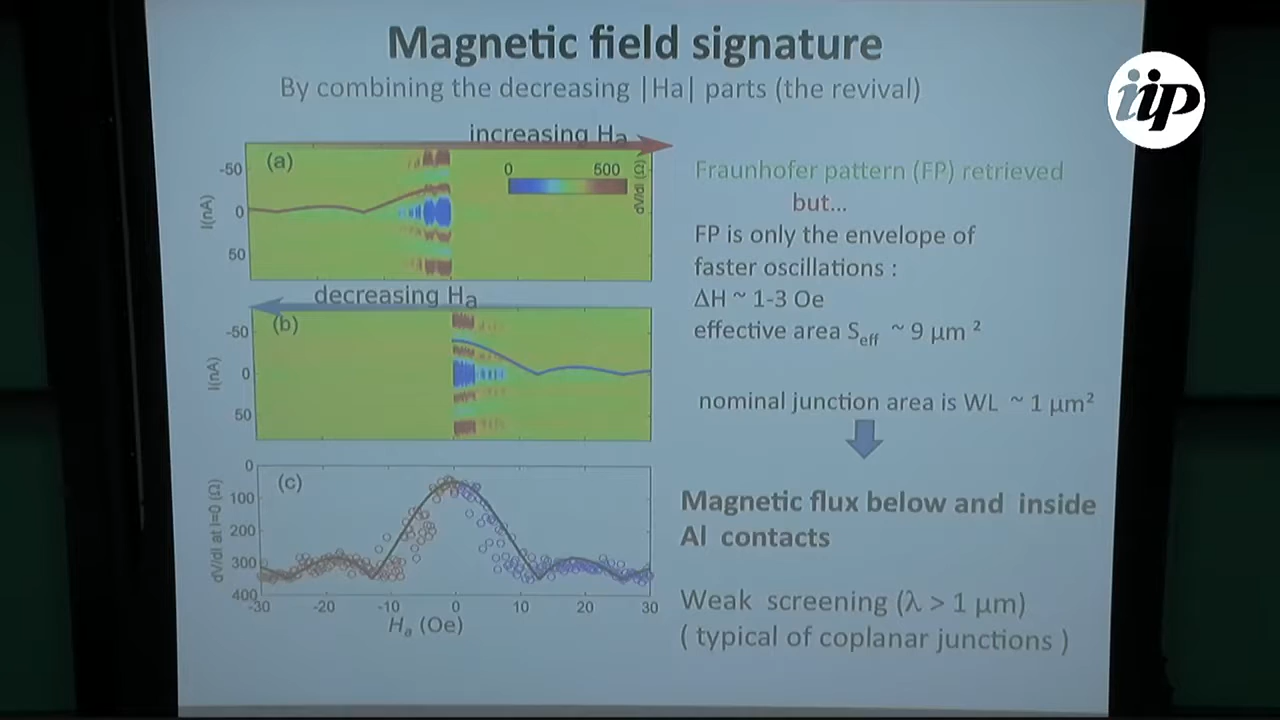 Magnetic field signature
By combining the decreasing |Ha| parts (the revival)
iip
increasing Ha
(a)
0 500
dV/dI (Ω)
-50
0
50
I(nA)
decreasing Ha
(b)
-50
0
50
I(nA)
(c)
0
100
200
300
400
dV/dI at I=0 (Ω)
-30 -20 -10 0 10 20 30
Ha (Oe)
Fraunhofer pattern (FP) retrieved
but...
FP is only the envelope of
faster oscillations :
ΔH ~ 1-3 Oe
effective area Seff ~ 9 μm 2
nominal junction area is WL ~ 1 μm2
Magnetic flux below and inside
Al contacts
Weak screening (λ > 1 μm)
( typical of coplanar junctions )